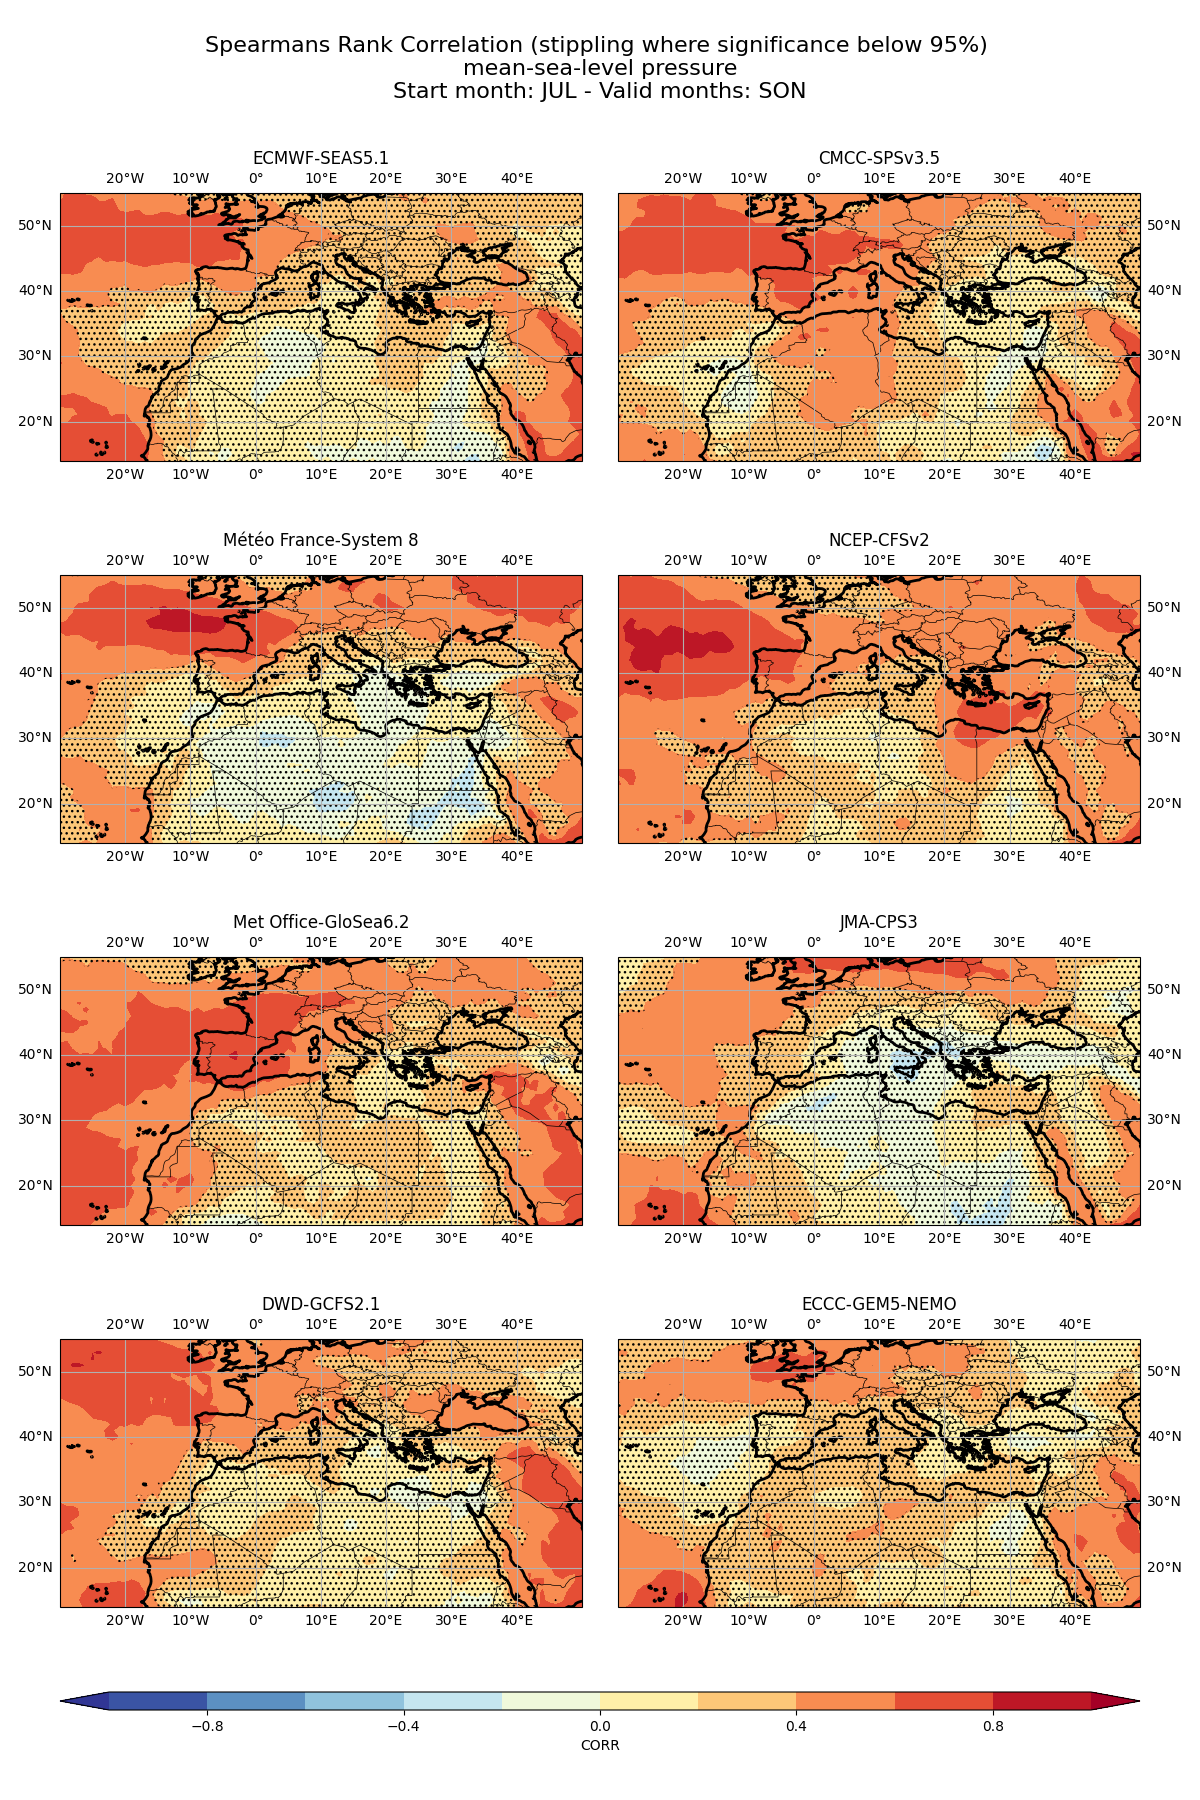 Spearmans Rank Correlation (stippling where significance below 95%)
mean-sea-level pressure
Start month: JUL - Valid months: SON
ECMWF-SEAS5.1 CMCC-SPSv3.5
20°W 10°W 0° 10°E 20°E 30°E 40°E 20°W 10°W 0° 10°E 20°E 30°E 40°E
50°N 50°N
40°N 40°N
30°N 30°N
20°N 20°N
20°W 10°W 0° 10°E 20°E 30°E 40°E 20°W 10°W 0° 10°E 20°E 30°E 40°E
Météo France-System 8 NCEP-CFSv2
20°W 10°W 0° 10°E 20°E 30°E 40°E 20°W 10°W 0° 10°E 20°E 30°E 40°E
50°N 50°N
40°N 40°N
30°N 30°N
20°N 20°N
20°W 10°W 0° 10°E 20°E 30°E 40°E 20°W 10°W 0° 10°E 20°E 30°E 40°E
Met Office-GloSea6.2 JMA-CPS3
20°W 10°W 0° 10°E 20°E 30°E 40°E 20°W 10°W 0° 10°E 20°E 30°E 40°E
50°N 50°N
40°N 40°N
30°N 30°N
20°N 20°N
20°W 10°W 0° 10°E 20°E 30°E 40°E 20°W 10°W 0° 10°E 20°E 30°E 40°E
DWD-GCFS2.1 ECCC-GEM5-NEMO
20°W 10°W 0° 10°E 20°E 30°E 40°E 20°W 10°W 0° 10°E 20°E 30°E 40°E
50°N 50°N
40°N 40°N
30°N 30°N
20°N 20°N
20°W 10°W 0° 10°E 20°E 30°E 40°E 20°W 10°W 0° 10°E 20°E 30°E 40°E
−0.8 −0.4 0.0 0.4 0.8
CORR